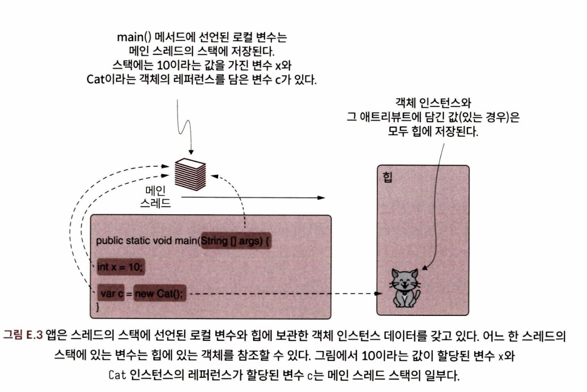 main() 메서드에 선언된 로컬 변수는
메인 스레드의 스택에 저장된다.
스택에는 10이라는 값을 가진 변수 x와
Cat이라는 객체의 레퍼런스를 담은 변수 c가 있다.
객체 인스턴스와
그 애트리뷰트에 담긴 값(있는 경우)은
모두 힙에 저장된다.
메인
스레드
힙
public static void main(String [] args) {
int x = 10;
var c = new Cat();
}
그림 E.3 앱은 스레드의 스택에 선언된 로컬 변수와 힙에 보관한 객체 인스턴스 데이터를 갖고 있다. 어느 한 스레드의
스택에 있는 변수는 힙에 있는 객체를 참조할 수 있다. 그림에서 10이라는 값이 할당된 변수 x와
Cat 인스턴스의 레퍼런스가 할당된 변수 c는 메인 스레드 스택의 일부다.